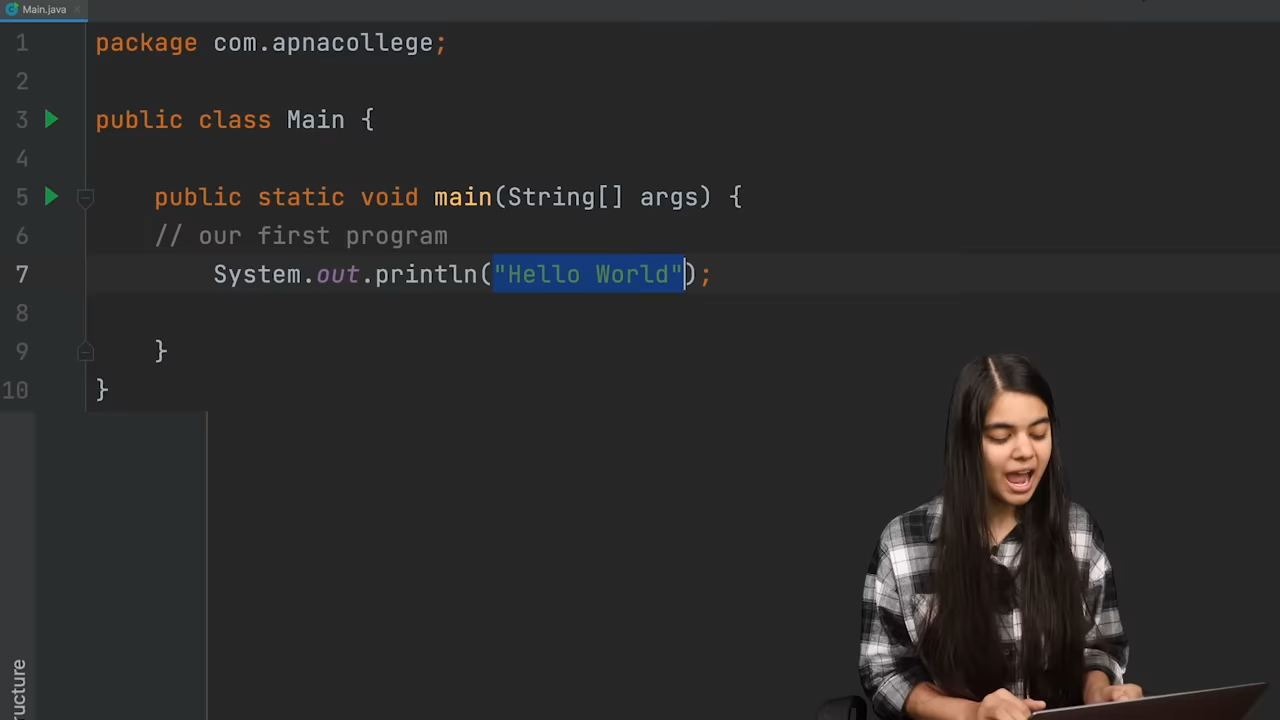 Main.java
1 package com.apnacollege;
2
3 public class Main {
4
5 public static void main(String[] args) {
6 // our first program
7 System.out.println("Hello World");
8
9 }
10 }
ructure